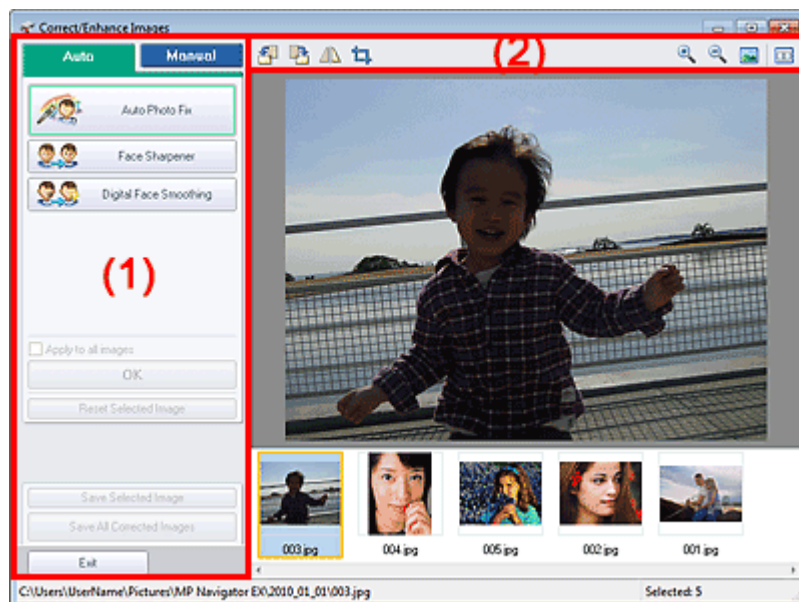 Correct/Enhance Images
Auto
Manual
(2)
Auto Photo Fix
Face Sharpener
Digital Face Smoothing
(1)
Apply to all images
OK
Reset Selected Image
Save Selected Image
Save All Corrected Images
Exit
003.jpg
004.jpg
005.jpg
002.jpg
001.jpg
C:\Users\UserName\Pictures\MP Navigator EX\2010_01_01\003.jpg
Selected: 5